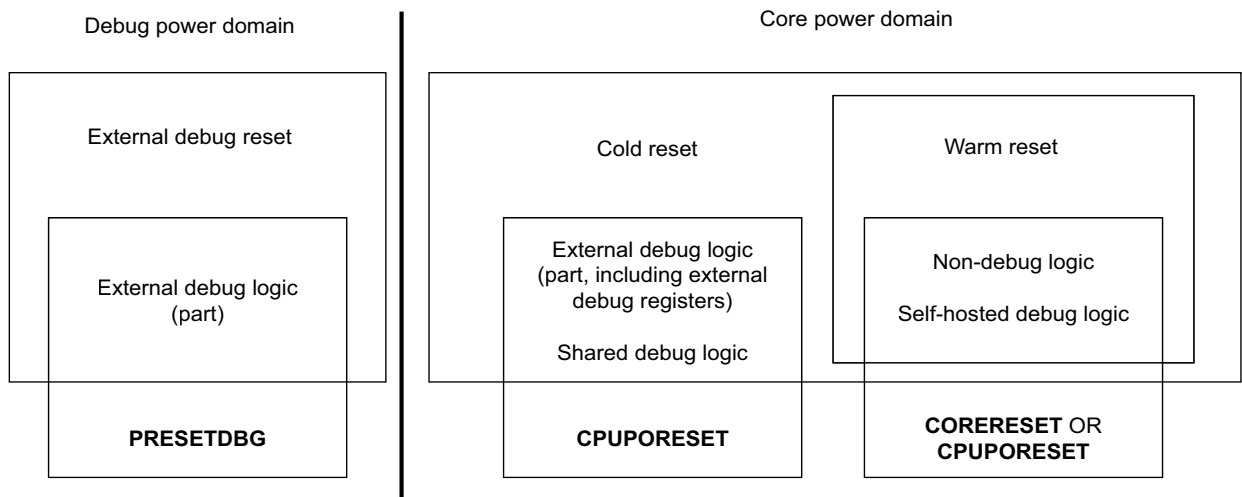 Debug power domain
Core power domain
External debug reset
Cold reset
Warm reset
External debug logic
(part)
External debug logic
(part, including external
debug registers)
Shared debug logic
Non-debug logic
Self-hosted debug logic
PRESETDBG
CPUPORESET
CORERESET OR
CPUPORESET